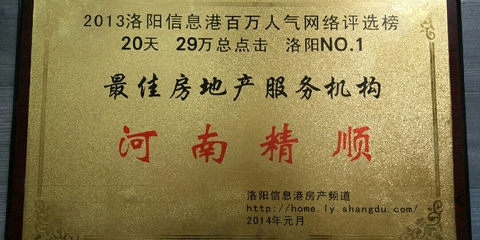 2013洛阳信息港百万人气网络评选榜
20天 29万总点击 洛阳NO.1
最佳房地产服务机构
河南精顺
洛阳信息港房产频道
http://home.ly.shangdu.com/
2014年元月